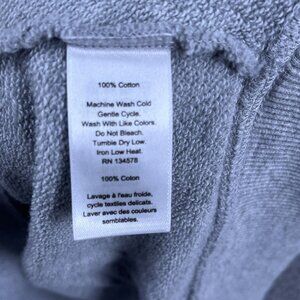 100% Cotton
Machine Wash Cold
Gentle Cycle.
Wash With Like Colors.
Do Not Bleach.
Tumble Dry Low.
Iron Low Heat.
RN 134578
100% Coton
Lavage à l'eau froide,
cycle textiles delicats.
Laver avec des couleurs
semblables.